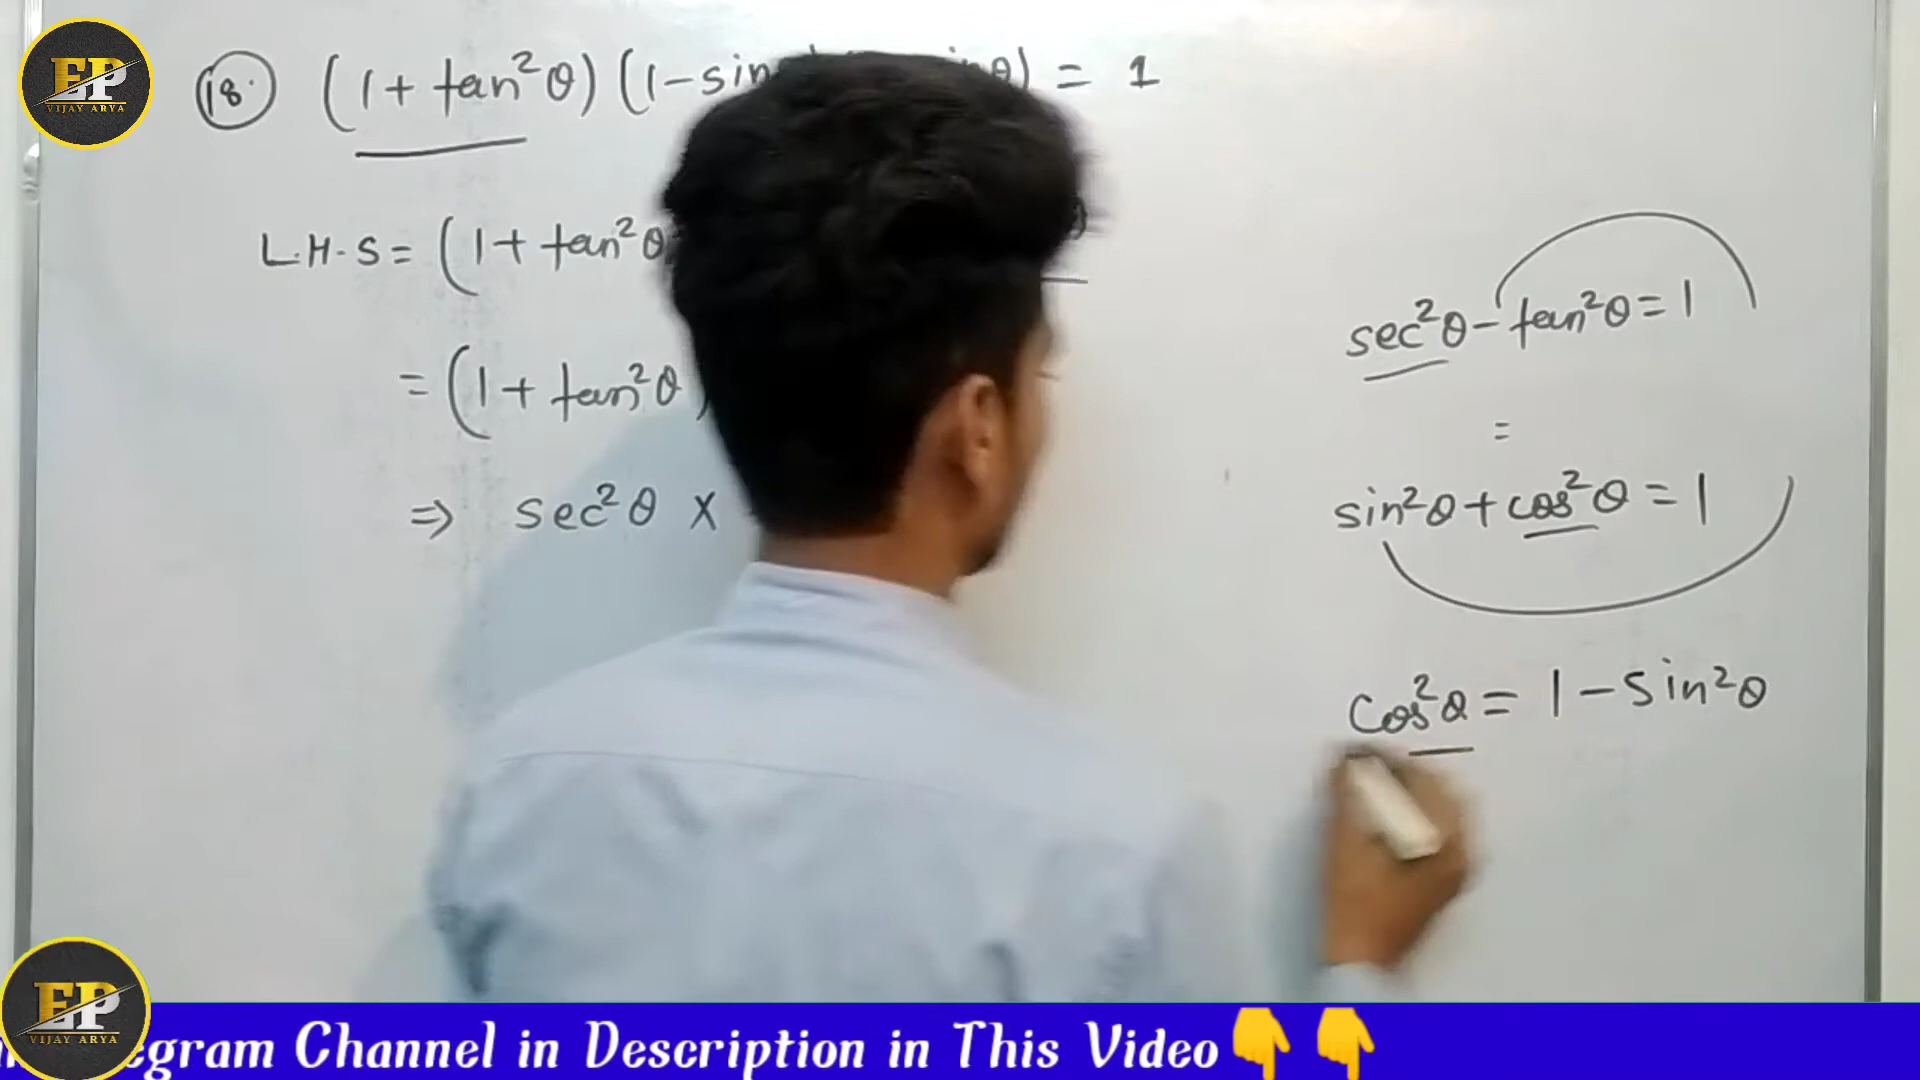 EP
VIJAY ARYA
18. (1 + tan²θ) (1 - sin θ) = 1
L.H.S = (1 + tan²θ
= (1 + tan²θ)
⇒ sec²θ ×
sec²θ - tan²θ = 1
=
sin²θ + cos²θ = 1
cos²θ = 1 - sin²θ
EP
VIJAY ARYA
egram Channel in Description in This Video👇👇